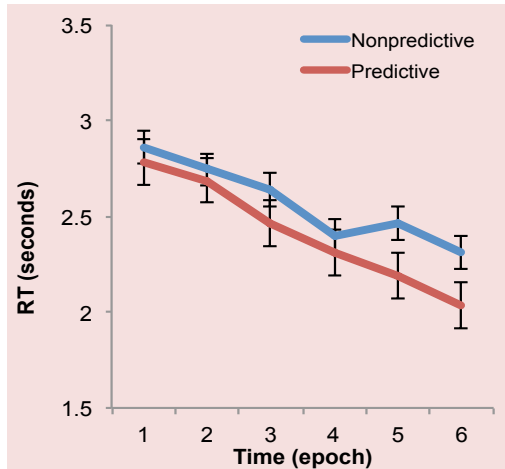 3.5
Nonpredictive
Predictive
3
2.5
2
1.5
RT (seconds)
1 2 3 4 5 6
Time (epoch)